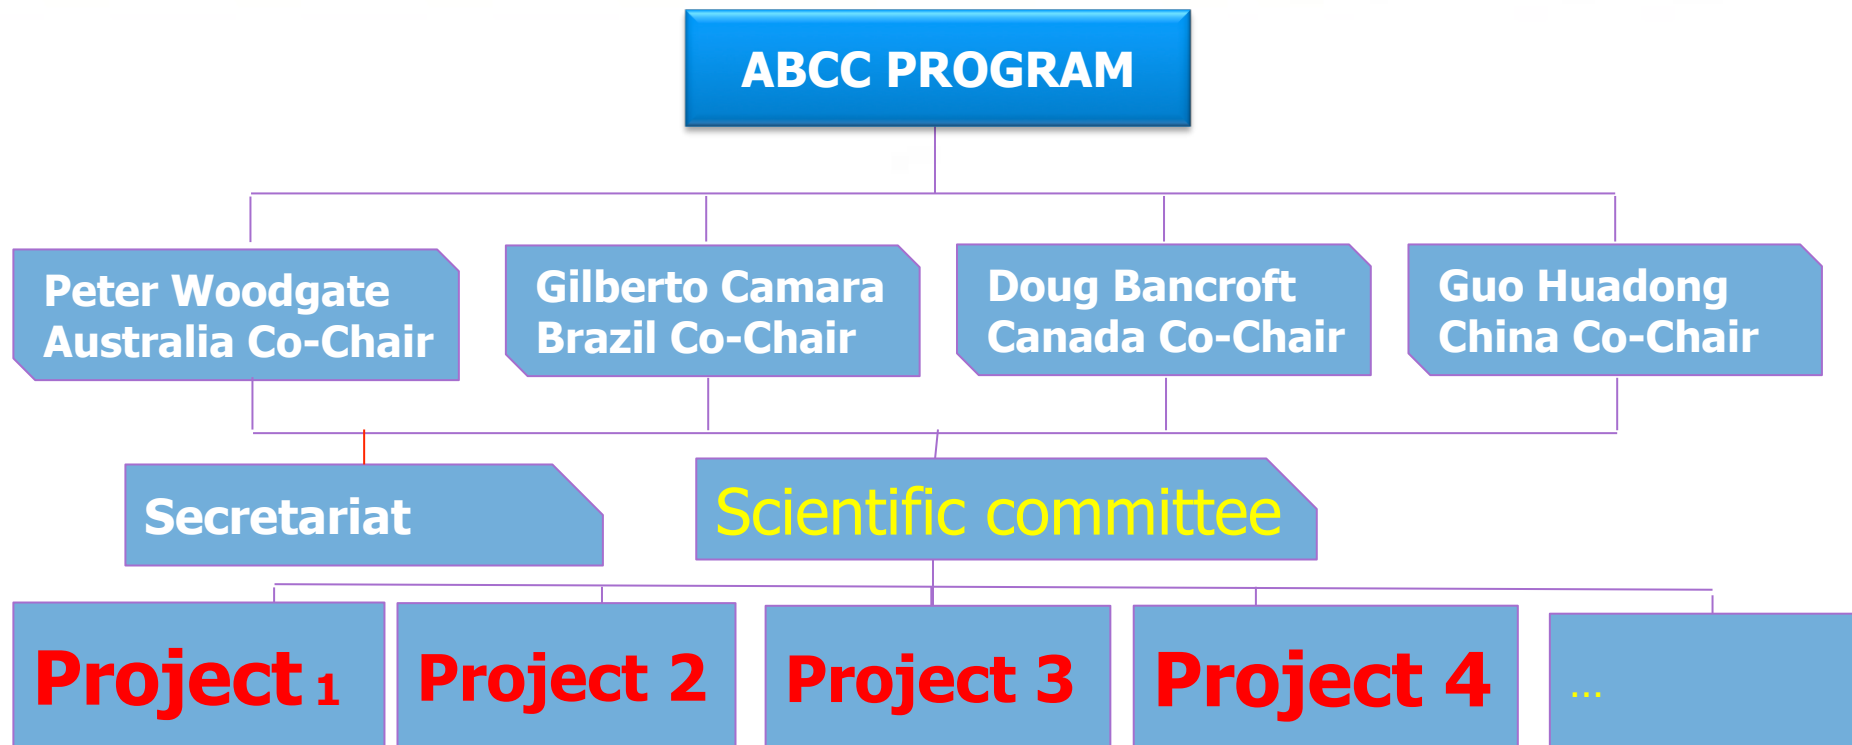 ABCC PROGRAM
Peter Woodgate
Australia Co-Chair
Gilberto Camara
Brazil Co-Chair
Doug Bancroft
Canada Co-Chair
Guo Huadong
China Co-Chair
Secretariat
Scientific committee
Project 1
Project 2
Project 3
Project 4
...